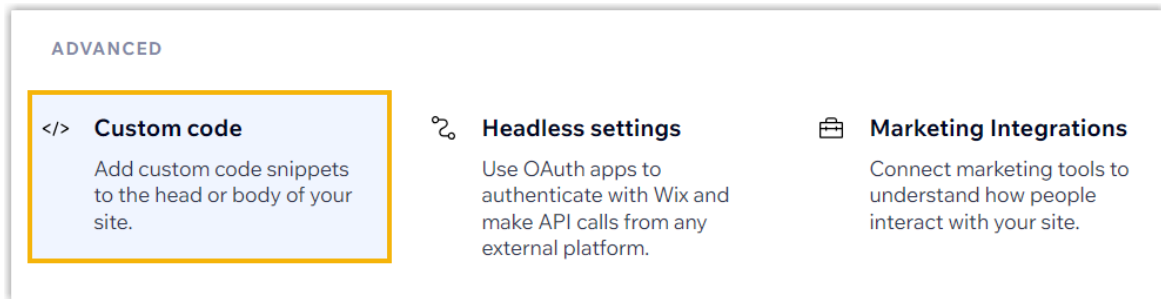 ADVANCED
</> Custom code
Add custom code snippets
to the head or body of your
site.
Headless settings
Use OAuth apps to
authenticate with Wix and
make API calls from any
external platform.
Marketing Integrations
Connect marketing tools to
understand how people
interact with your site.